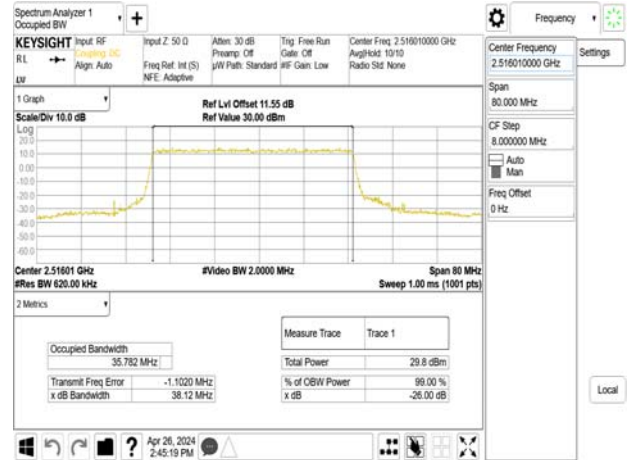 Spectrum Analyzer 1
Occupied BW
+
Frequency
KEYSIGHT
Input: RF
Coupling: DC
Align: Auto
Input Z: 50 Ω
Freq Ref: Int (S)
NFE: Adaptive
Atten: 30 dB
Preamp: Off
µW Path: Standard
Trig: Free Run
Gate: Off
#IF Gain: Low
Center Freq: 2.516010000 GHz
Avg|Hold: 10/10
Radio Std: None
RL
Center Frequency
2.516010000 GHz
Settings
Span
80.000 MHz
CF Step
8.000000 MHz
Auto
Man
Freq Offset
0 Hz
Local
1 Graph
Scale/Div 10.0 dB
Ref Lvl Offset 11.55 dB
Ref Value 30.00 dBm
Log
20.0
10.0
0.00
-10.0
-20.0
-30.0
-40.0
-50.0
-60.0
Center 2.51601 GHz
#Video BW 2.0000 MHz
Span 80 MHz
#Res BW 620.00 kHz
Sweep 1.00 ms (1001 pts)
2 Metrics
Measure Trace Trace 1
Occupied Bandwidth
35.782 MHz
Total Power 29.8 dBm
Transmit Freq Error -1.1020 MHz
% of OBW Power 99.00 %
x dB Bandwidth 38.12 MHz
x dB -26.00 dB
?
Apr 26, 2024
2:45:19 PM